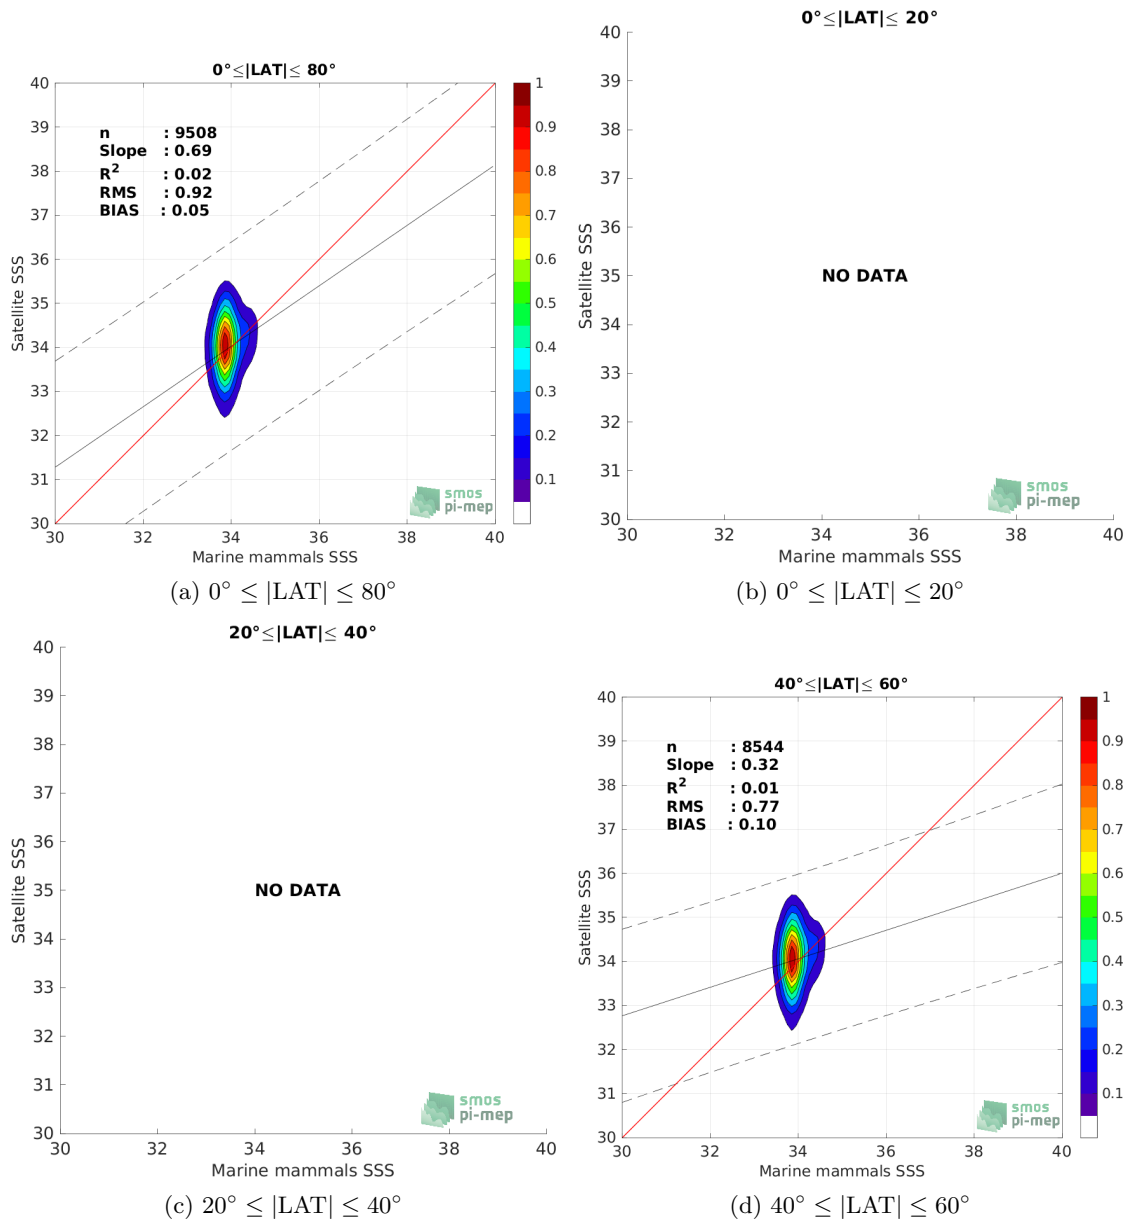 0°≤|LAT|≤ 80°
40
39
38
37
36
35
34
33
32
31
30
Satellite SSS
n : 9508
Slope : 0.69
R² : 0.02
RMS : 0.92
BIAS : 0.05
smos
pi-mep
30 32 34 36 38 40
Marine mammals SSS
1
0.9
0.8
0.7
0.6
0.5
0.4
0.3
0.2
0.1
(a) 0° ≤ |LAT| ≤ 80°
0°≤|LAT|≤ 20°
40
39
38
37
36
35
34
33
32
31
30
Satellite SSS
NO DATA
smos
pi-mep
30 32 34 36 38 40
Marine mammals SSS
(b) 0° ≤ |LAT| ≤ 20°
20°≤|LAT|≤ 40°
40
39
38
37
36
35
34
33
32
31
30
Satellite SSS
NO DATA
smos
pi-mep
30 32 34 36 38 40
Marine mammals SSS
(c) 20° ≤ |LAT| ≤ 40°
40°≤|LAT|≤ 60°
40
39
38
37
36
35
34
33
32
31
30
Satellite SSS
n : 8544
Slope : 0.32
R² : 0.01
RMS : 0.77
BIAS : 0.10
smos
pi-mep
30 32 34 36 38 40
Marine mammals SSS
1
0.9
0.8
0.7
0.6
0.5
0.4
0.3
0.2
0.1
(d) 40° ≤ |LAT| ≤ 60°